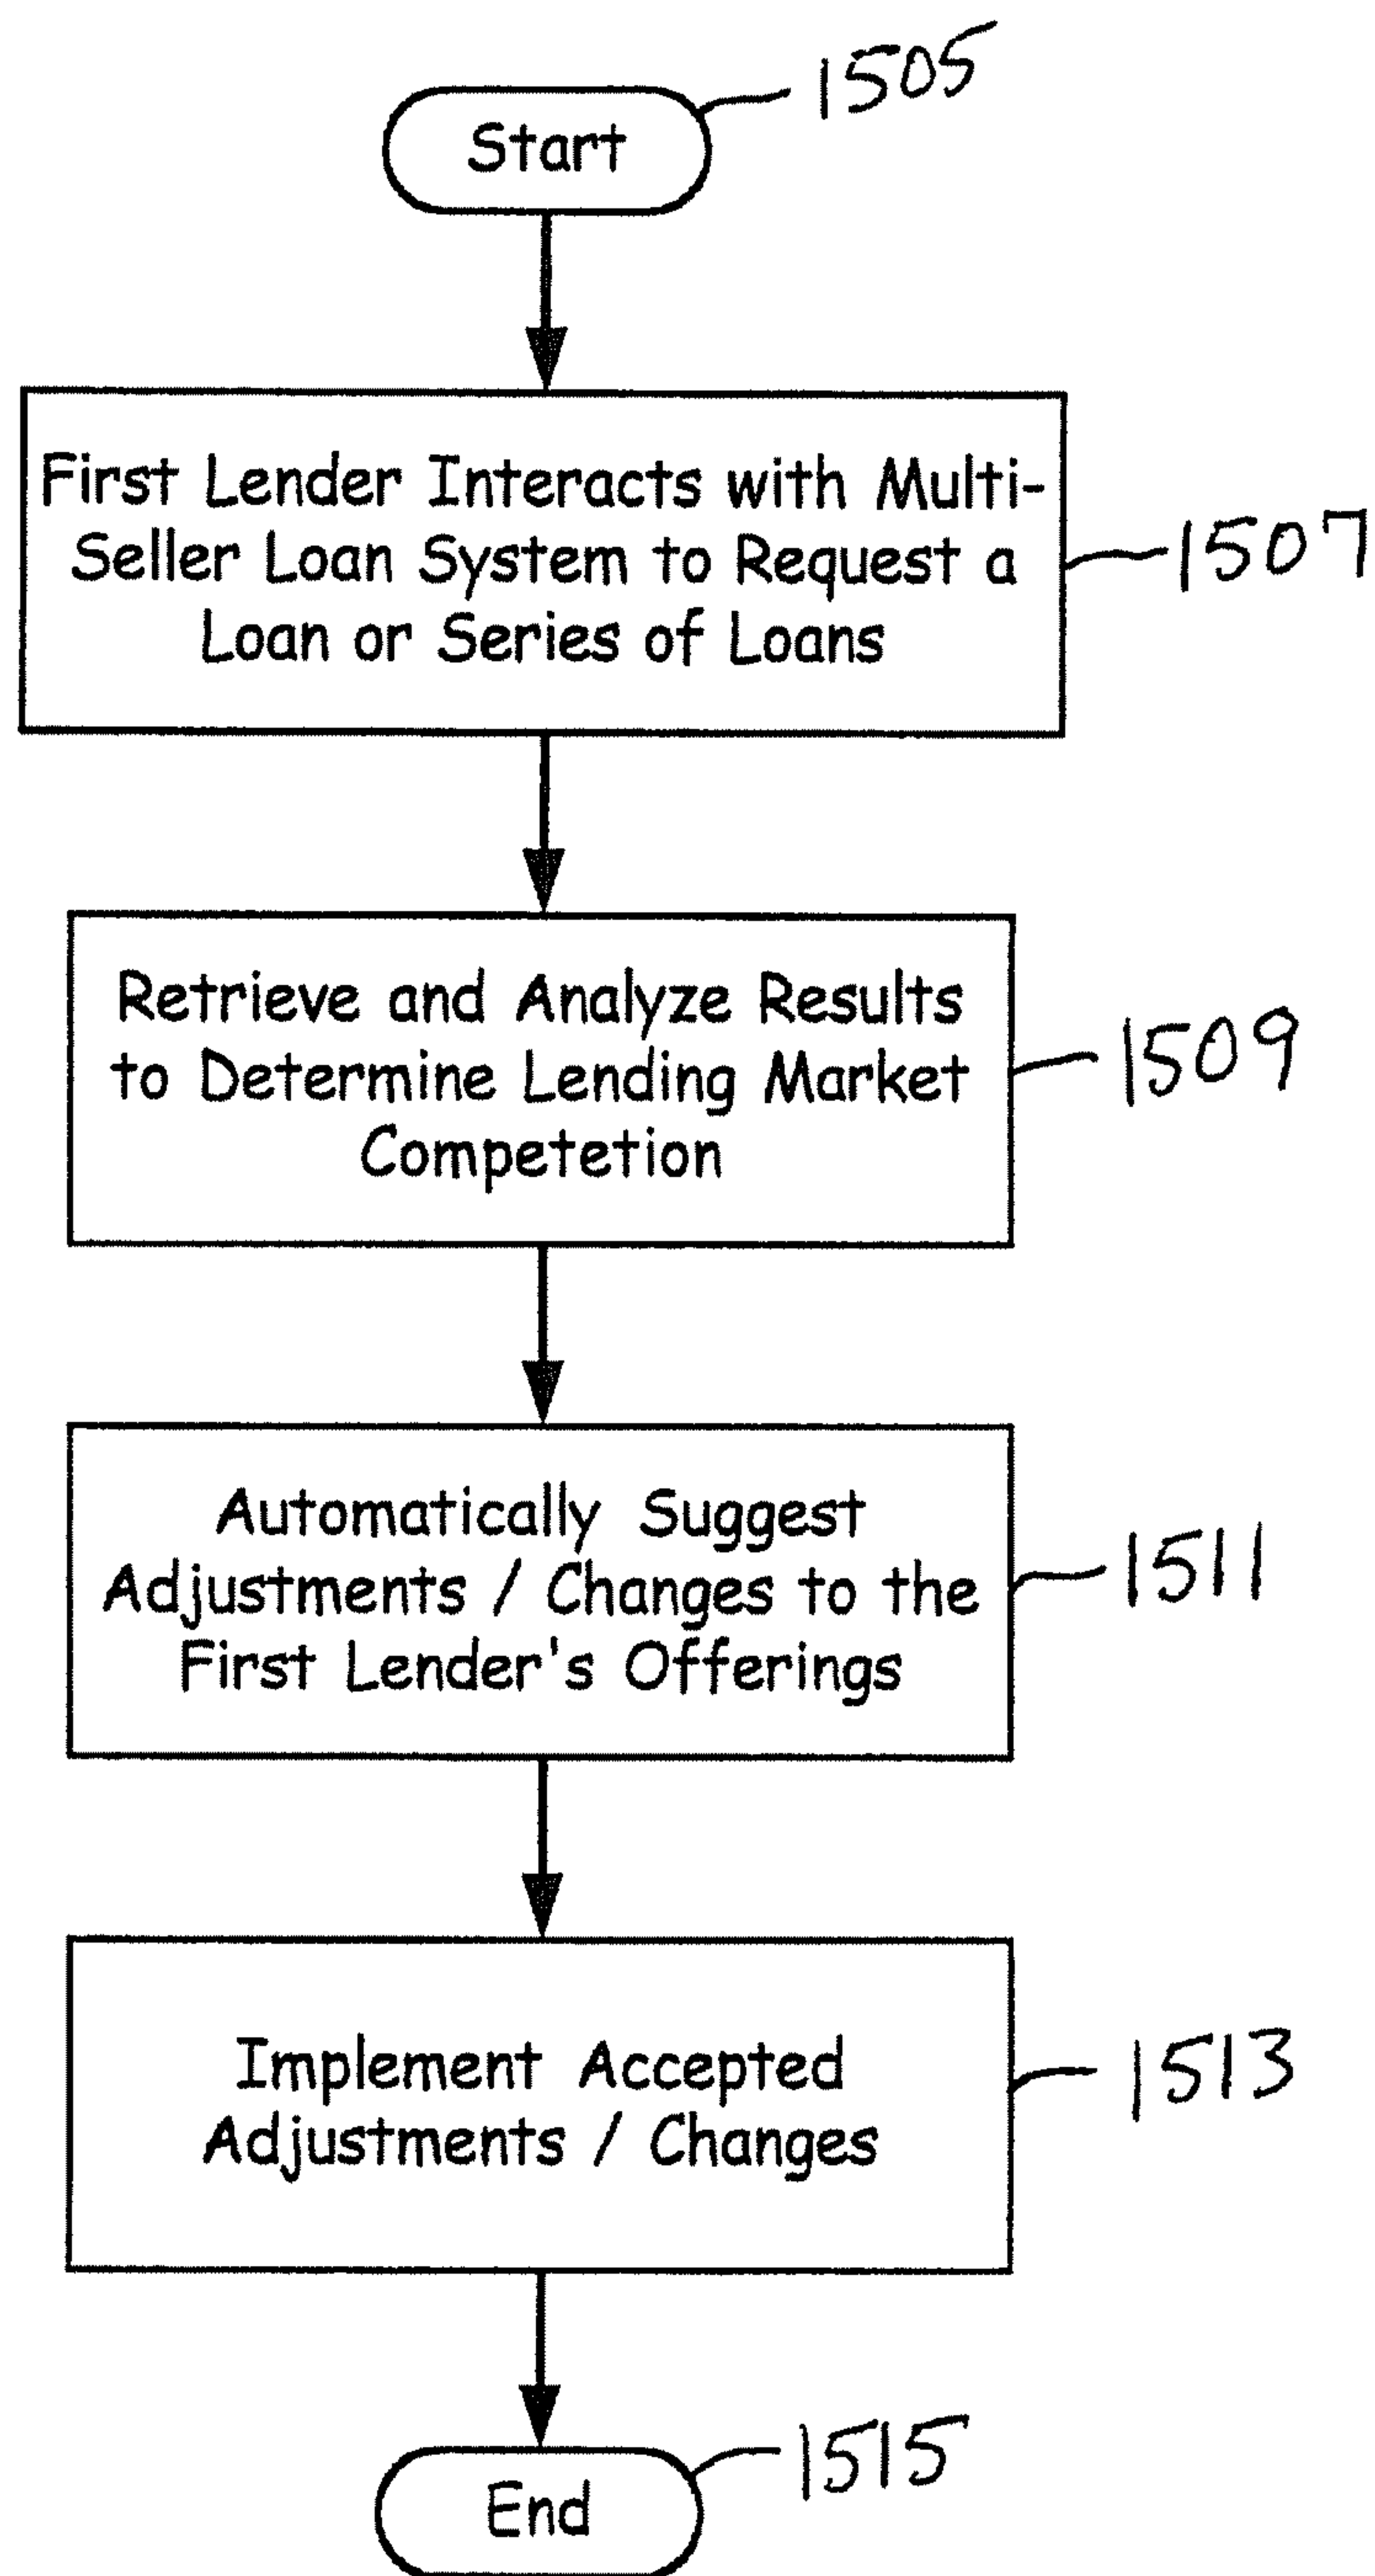 1505
Start
First Lender Interacts with Multi-
Seller Loan System to Request a
Loan or Series of Loans
1507
Retrieve and Analyze Results
to Determine Lending Market
Competetion
1509
Automatically Suggest
Adjustments / Changes to the
First Lender's Offerings
1511
Implement Accepted
Adjustments / Changes
1513
1515
End